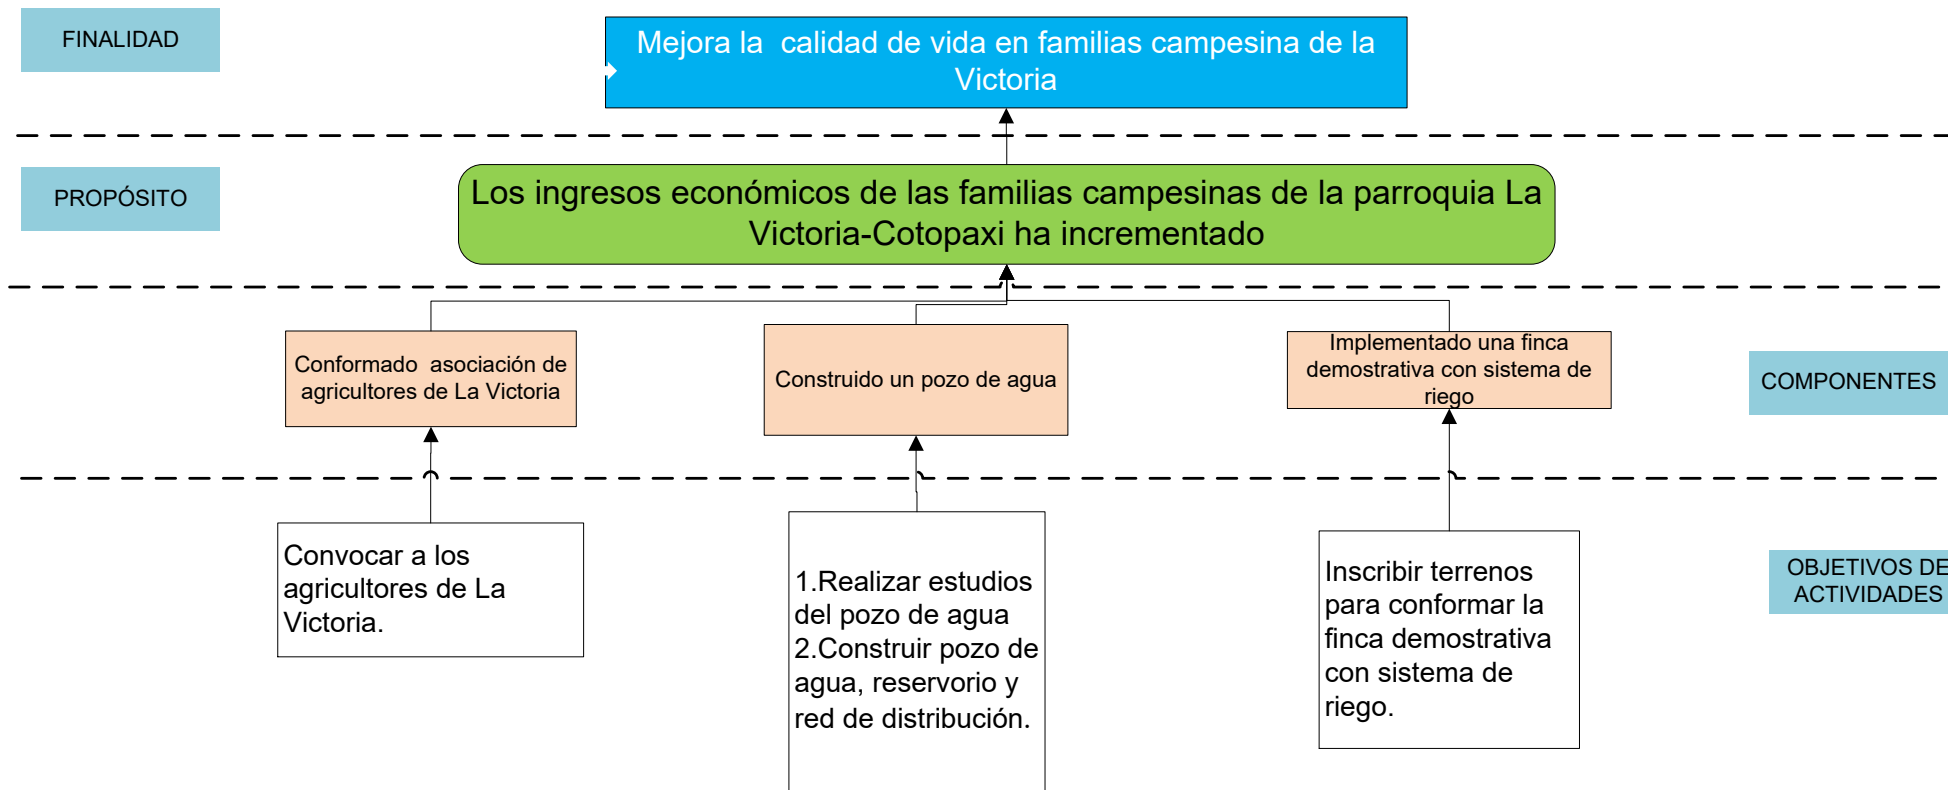 FINALIDAD
Mejora la  calidad de vida en familias campesina de la
Victoria
PROPÓSITO
Los ingresos económicos de las familias campesinas de la parroquia La
Victoria-Cotopaxi ha incrementado
Conformado  asociación de
agricultores de La Victoria
Construido un pozo de agua
Implementado una finca
demostrativa con sistema de
riego
COMPONENTES
Convocar a los
agricultores de La
Victoria.
1.Realizar estudios
del pozo de agua
2.Construir pozo de
agua, reservorio y
red de distribución.
Inscribir terrenos
para conformar la
finca demostrativa
con sistema de
riego.
OBJETIVOS DE
ACTIVIDADES